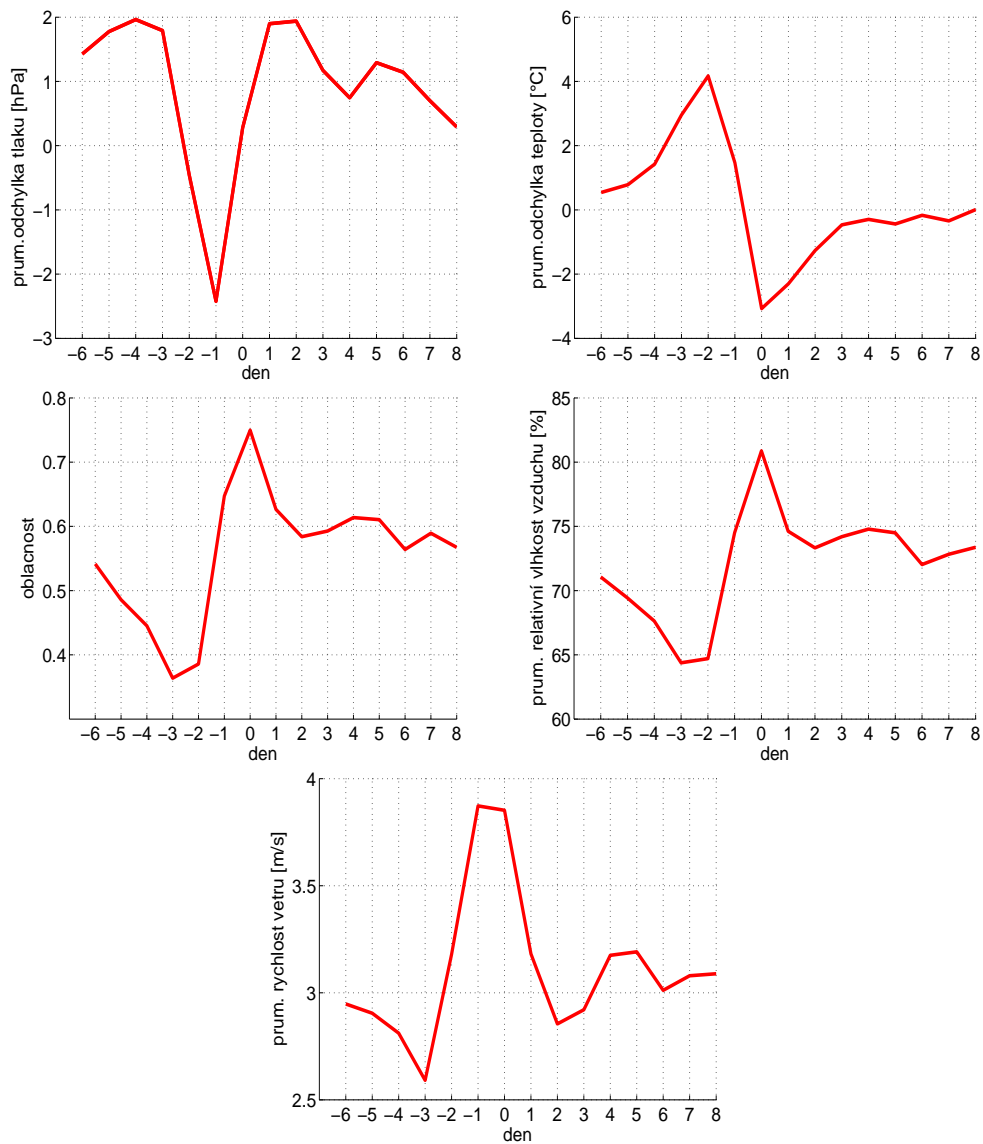 prum.odchylka tlaku [hPa]
2
1
0
−1
−2
−3
−6 −5 −4 −3 −2 −1 0 1 2 3 4 5 6 7 8
den
prum.odchylka teploty [°C]
6
4
2
0
−2
−4
−6 −5 −4 −3 −2 −1 0 1 2 3 4 5 6 7 8
den
oblacnost
0.8
0.7
0.6
0.5
0.4
−6 −5 −4 −3 −2 −1 0 1 2 3 4 5 6 7 8
den
prum. relativní vlhkost vzduchu [%]
85
80
75
70
65
60
−6 −5 −4 −3 −2 −1 0 1 2 3 4 5 6 7 8
den
prum. rychlost vetru [m/s]
4
3.5
3
2.5
−6 −5 −4 −3 −2 −1 0 1 2 3 4 5 6 7 8
den